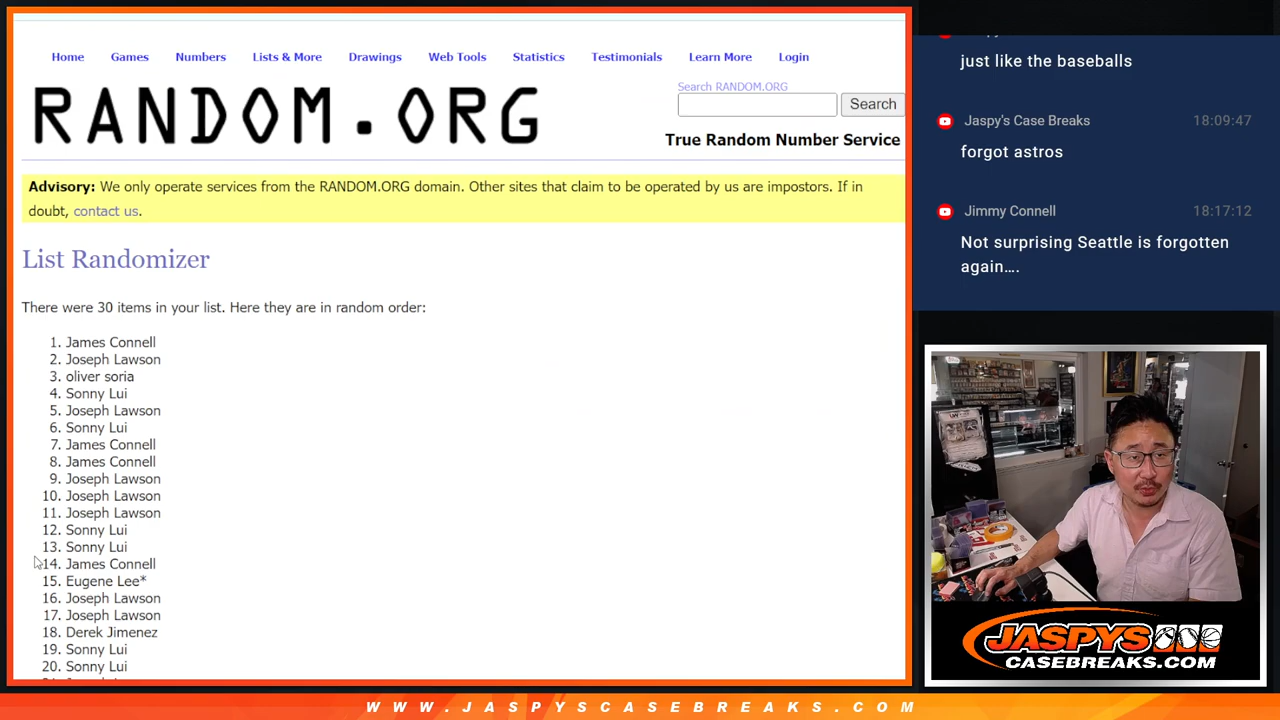 Home Games Numbers Lists & More Drawings Web Tools Statistics Testimonials Learn More Login
RANDOM.ORG
Search RANDOM.ORG
Search
True Random Number Service
Advisory: We only operate services from the RANDOM.ORG domain. Other sites that claim to be operated by us are impostors. If in
doubt, contact us.
List Randomizer
There were 30 items in your list. Here they are in random order:
1. James Connell
2. Joseph Lawson
3. oliver soria
4. Sonny Lui
5. Joseph Lawson
6. Sonny Lui
7. James Connell
8. James Connell
9. Joseph Lawson
10. Joseph Lawson
11. Joseph Lawson
12. Sonny Lui
13. Sonny Lui
14. James Connell
15. Eugene Lee*
16. Joseph Lawson
17. Joseph Lawson
18. Derek Jimenez
19. Sonny Lui
20. Sonny Lui
just like the baseballs
Jaspy's Case Breaks 18:09:47
forgot astros
Jimmy Connell 18:17:12
Not surprising Seattle is forgotten
again....
JASPYS
CASEBREAKS.COM
WWW.JASPYSCASEBREAKS.COM